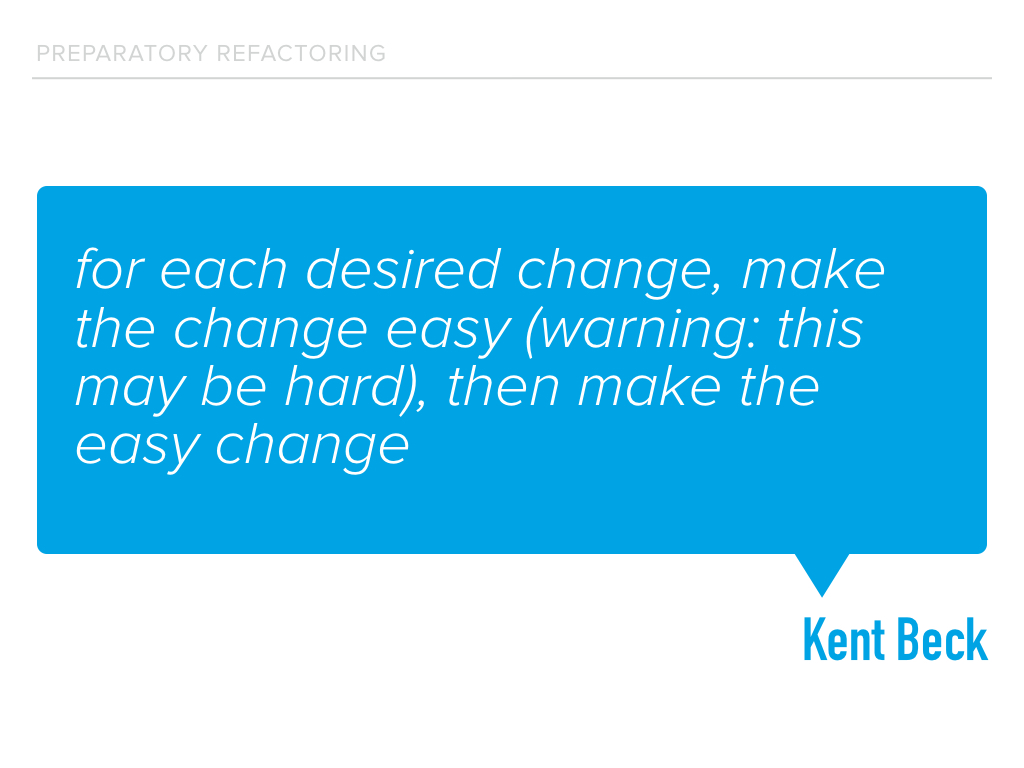 PREPARATORY REFACTORING
for each desired change, make
the change easy (warning: this
may be hard), then make the
easy change
Kent Beck